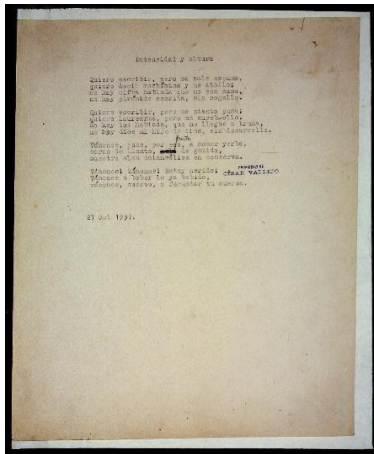 Intensidad y altura
Quiero escribir, pero me sale espuma,
quiero decir muchísimo y me atollo;
no hay cifra hablada que no sea suma,
no hay pirámide escrita, sin cogollo.
Quiero escribir, pero me siento puma;
quiero laurearme, pero me encebollo.
no hay tos hablada, que no llegue a bruma,
no hay dios ni hijo de dios, sin desarrollo.
Vámonos, pues, por eso, a comer yerba,
carne de llanto, fruta de gemido,
nuestra alma melancólica en conserva.
Vámonos! Vámonos! Estoy herido;
Vámonos a beber lo ya bebido,
vámonos, cuervo, a fecundar tu cuerva.
CÉSAR VALLEJO
27 Oct 1937.